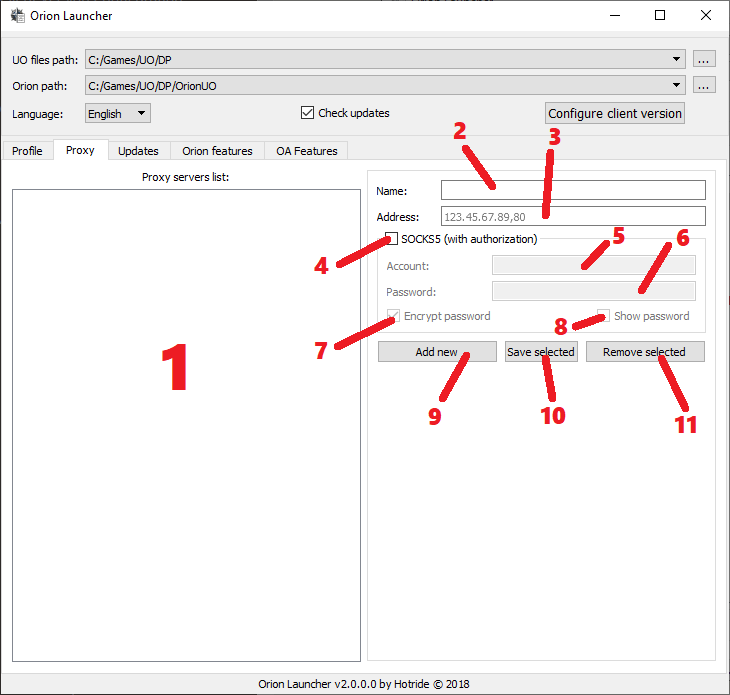 Orion Launcher
UO files path: C:/Games/UO/DP ...
Orion path: C:/Games/UO/DP/OrionUO ...
Language: English Check updates Configure client version
Profile Proxy Updates Orion features OA Features
2 3
Proxy servers list:
Name:
Address: 123.45.67.89,80
SOCKS5 (with authorization)
4 5 6
Account:
Password:
Encrypt password Show password
7 8
1
Add new Save selected Remove selected
9 10 11
Orion Launcher v2.0.0.0 by Hotride © 2018